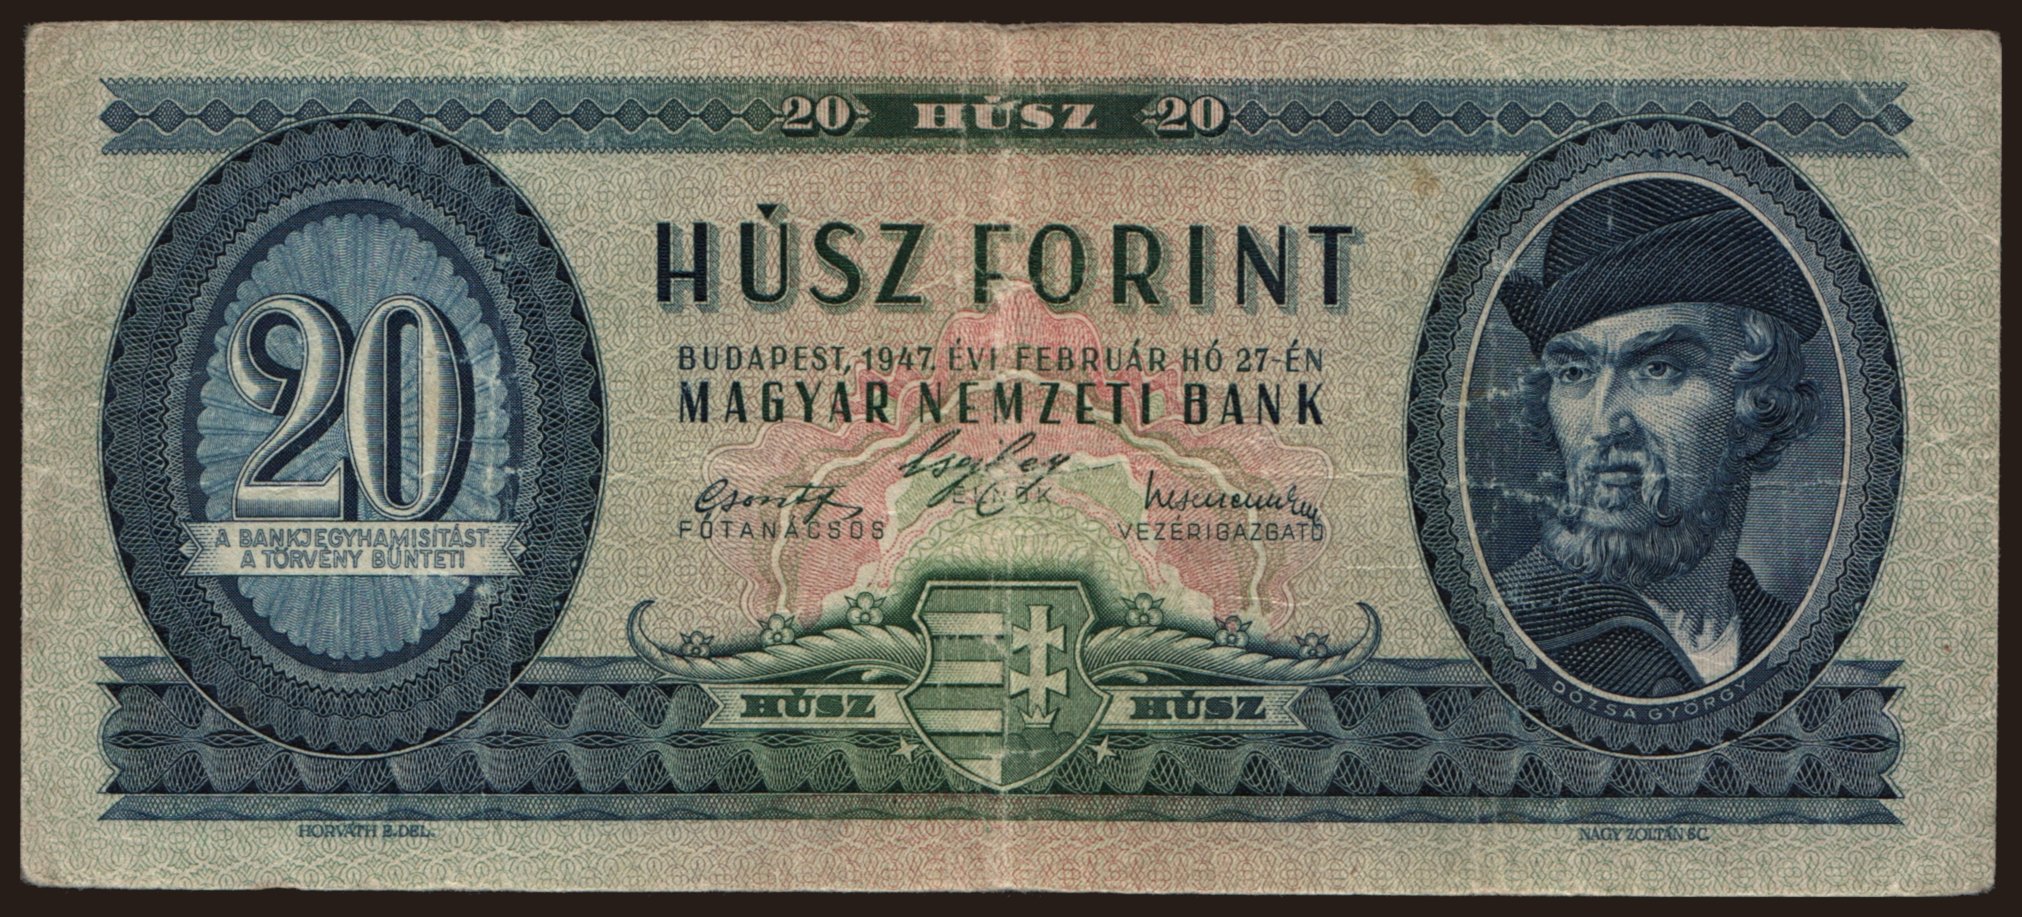 20 HÚSZ 20
HÚSZ FORINT
BUDAPEST, 1947. ÉVI FEBRUÁR HÓ 27-ÉN
MAGYAR NEMZETI BANK
20
A BANKJEGYHAMISÍTÁST
A TÖRVÉNY BÜNTETI
FŐTANÁCSOS
ELNÖK
VEZÉRIGAZGATÓ
HÚSZ HÚSZ
DÓZSA GYÖRGY
HORVÁTH E. DEL.
NAGY ZOLTÁN SC.